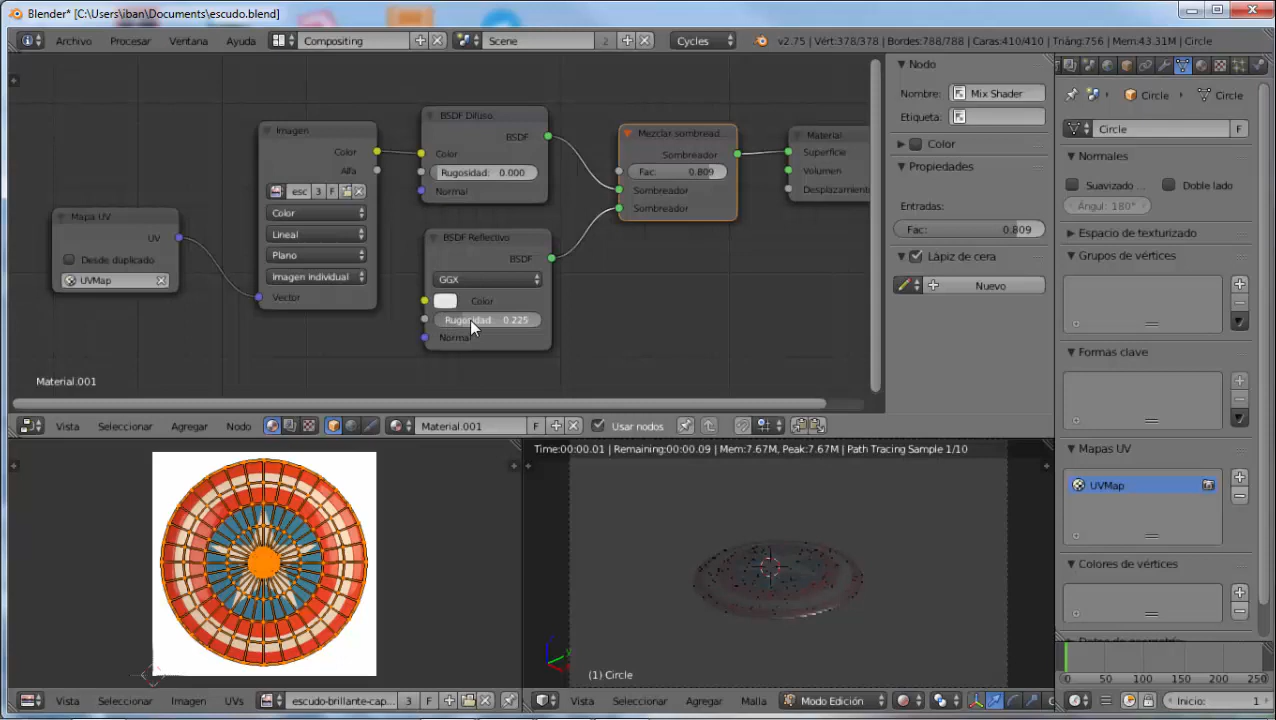 Blender* [C:\Users\iban\Documents\escudo.blend]
Archivo Procesar Ventana Ayuda Compositing Scene 2 Cycles v2.75 | Vért:378/378 | Bordes:788/788 | Caras:410/410 | Triáng:756 | Mem:43.31M | Circle
Nodo
Nombre: Mix Shader
Etiqueta:
Color
Propiedades
Entradas:
Fac: 0.809
Lápiz de cera
Nuevo
Mapa UV
UV
Desde duplicado
UVMap
Imagen
Color
Alfa
esc 3 F
Color
Lineal
Plano
Imagen individual
Vector
BSDF Difuso
BSDF
Color
Rugosidad: 0.000
Normal
BSDF Reflectivo
BSDF
GGX
Color
Rugosidad: 0.225
Normal
Mezclar sombread...
Sombreador
Fac: 0.809
Sombreador
Sombreador
Material
Superficie
Volumen
Desplazamiento
Material.001
Vista Seleccionar Agregar Nodo Material.001 F Usar nodos
Time:00:00.01 | Remaining:00:00.09 | Mem:7.67M, Peak:7.67M | Path Tracing Sample 1/10
(1) Circle
Vista Seleccionar Imagen UVs escudo-brillante-cap... 3 F
Vista Seleccionar Agregar Malla Modo Edición
Circle Circle
Circle F
Normales
Suavizado Doble lado
Ángul: 180°
Espacio de texturizado
Grupos de vértices
Formas clave
Mapas UV
UVMap
Colores de vértices
0 50 100 150 200 250
Inicio: 1